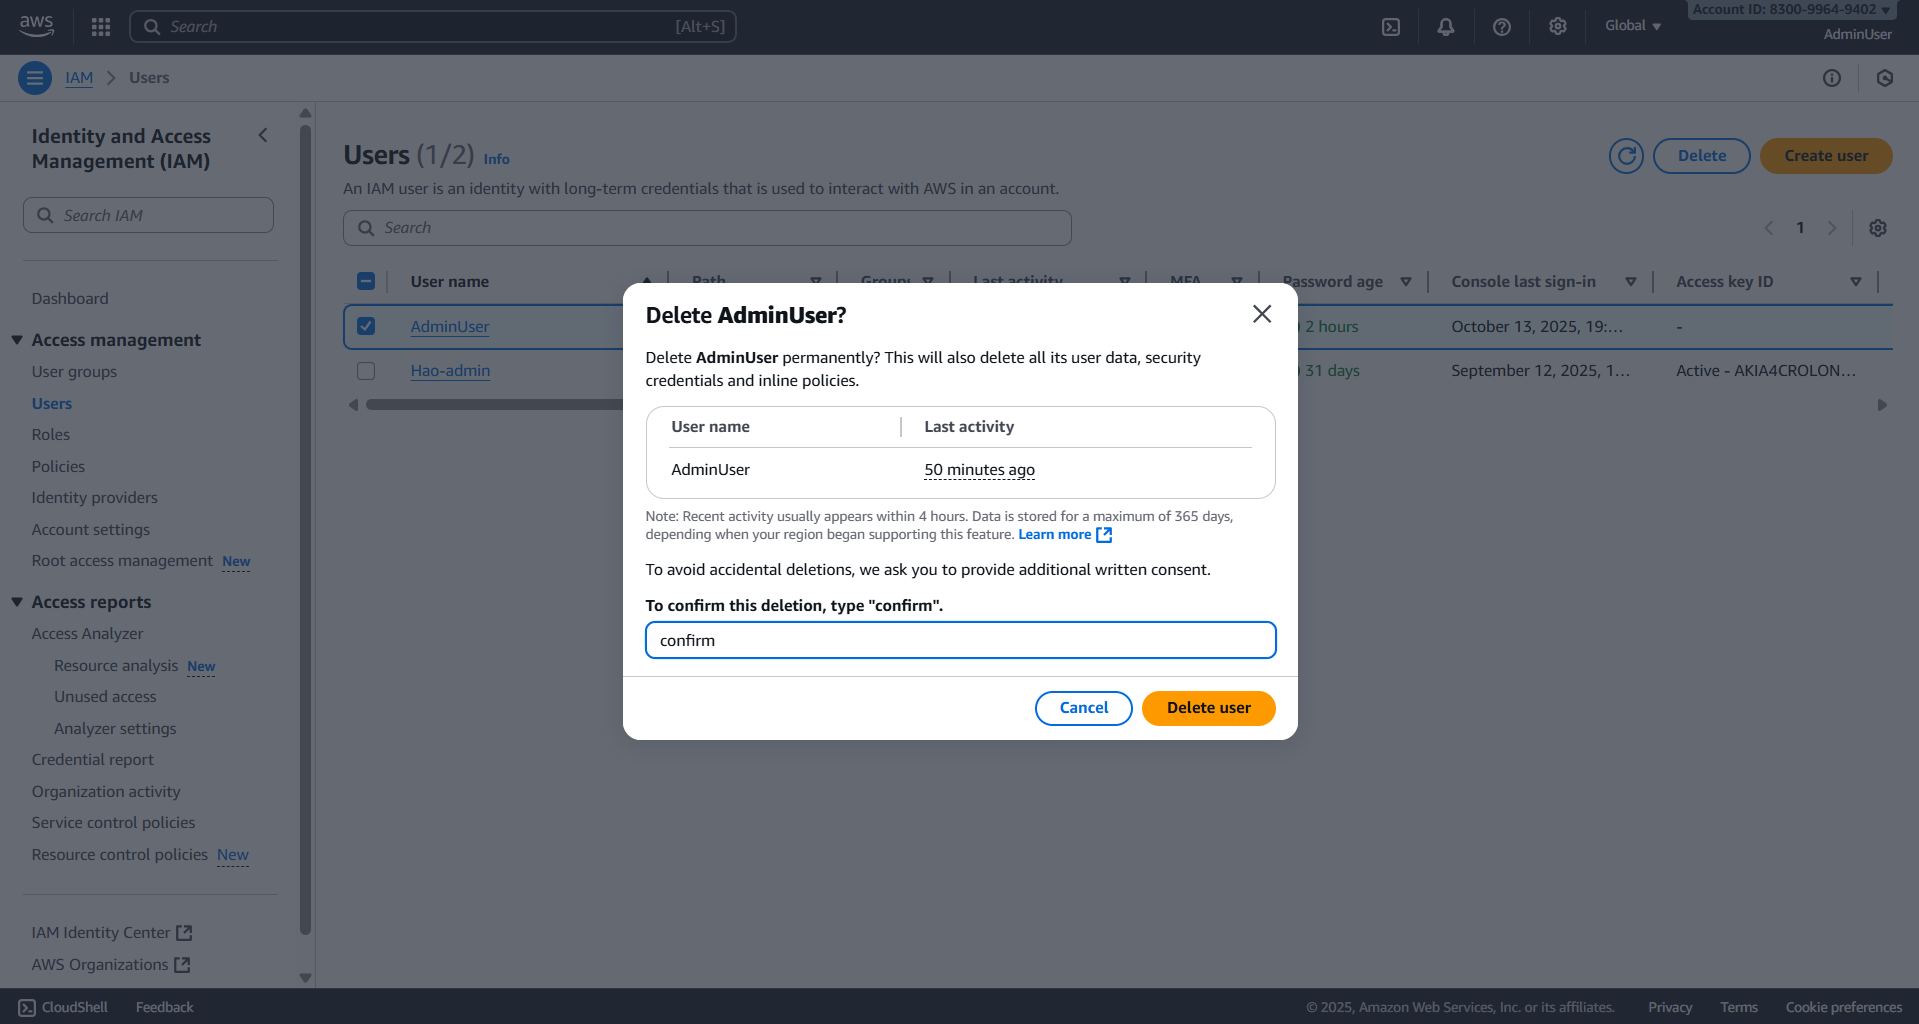 aws
Search
[Alt+S]
Global
Account ID: 8300-9964-9402
AdminUser
IAM
Users
Identity and Access
Management (IAM)
Search IAM
Dashboard
Access management
User groups
Users
Roles
Policies
Identity providers
Account settings
Root access management New
Access reports
Access Analyzer
Resource analysis New
Unused access
Analyzer settings
Credential report
Organization activity
Service control policies
Resource control policies New
IAM Identity Center
AWS Organizations
Users (1/2) Info
An IAM user is an identity with long-term credentials that is used to interact with AWS in an account.
Delete
Create user
Search
1
User name
Path
Groups
Last activity
MFA
Password age
Console last sign-in
Access key ID
AdminUser
2 hours
October 13, 2025, 19:...
-
Hao-admin
31 days
September 12, 2025, 1...
Active - AKIA4CROLON...
Delete AdminUser?
Delete AdminUser permanently? This will also delete all its user data, security
credentials and inline policies.
User name
Last activity
AdminUser
50 minutes ago
Note: Recent activity usually appears within 4 hours. Data is stored for a maximum of 365 days,
depending when your region began supporting this feature. Learn more
To avoid accidental deletions, we ask you to provide additional written consent.
To confirm this deletion, type "confirm".
confirm
Cancel
Delete user
CloudShell
Feedback
© 2025, Amazon Web Services, Inc. or its affiliates.
Privacy
Terms
Cookie preferences